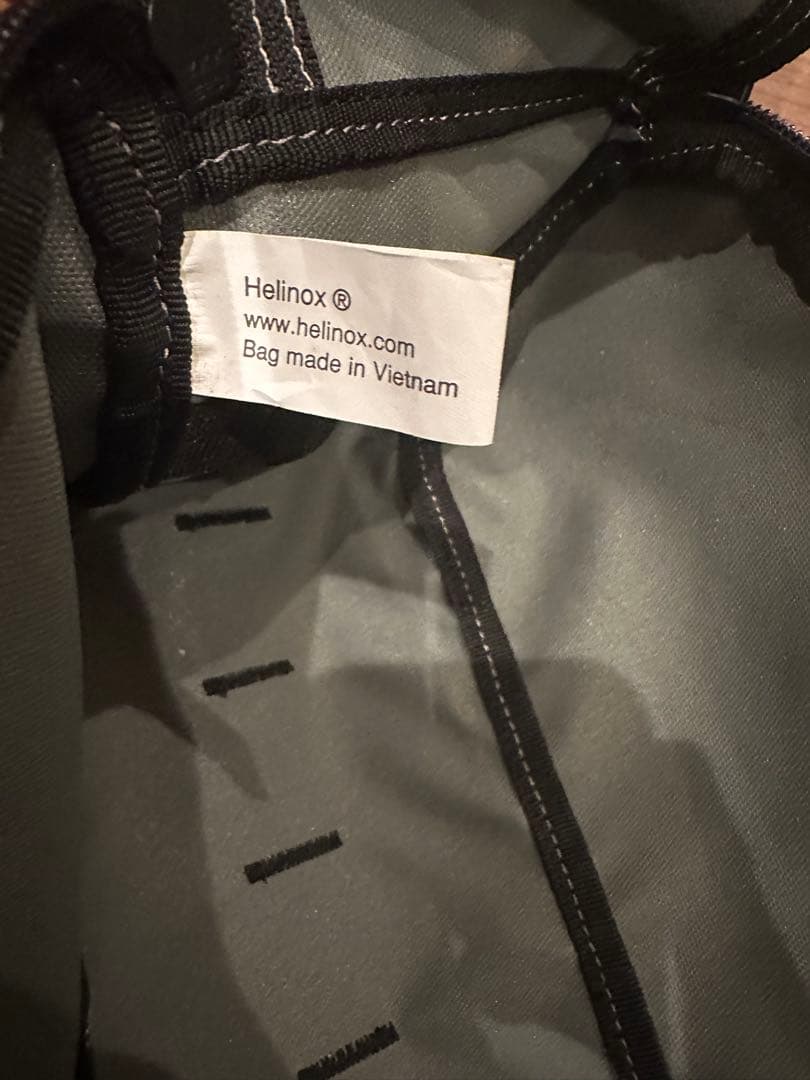 Helinox ®
www.helinox.com
Bag made in Vietnam